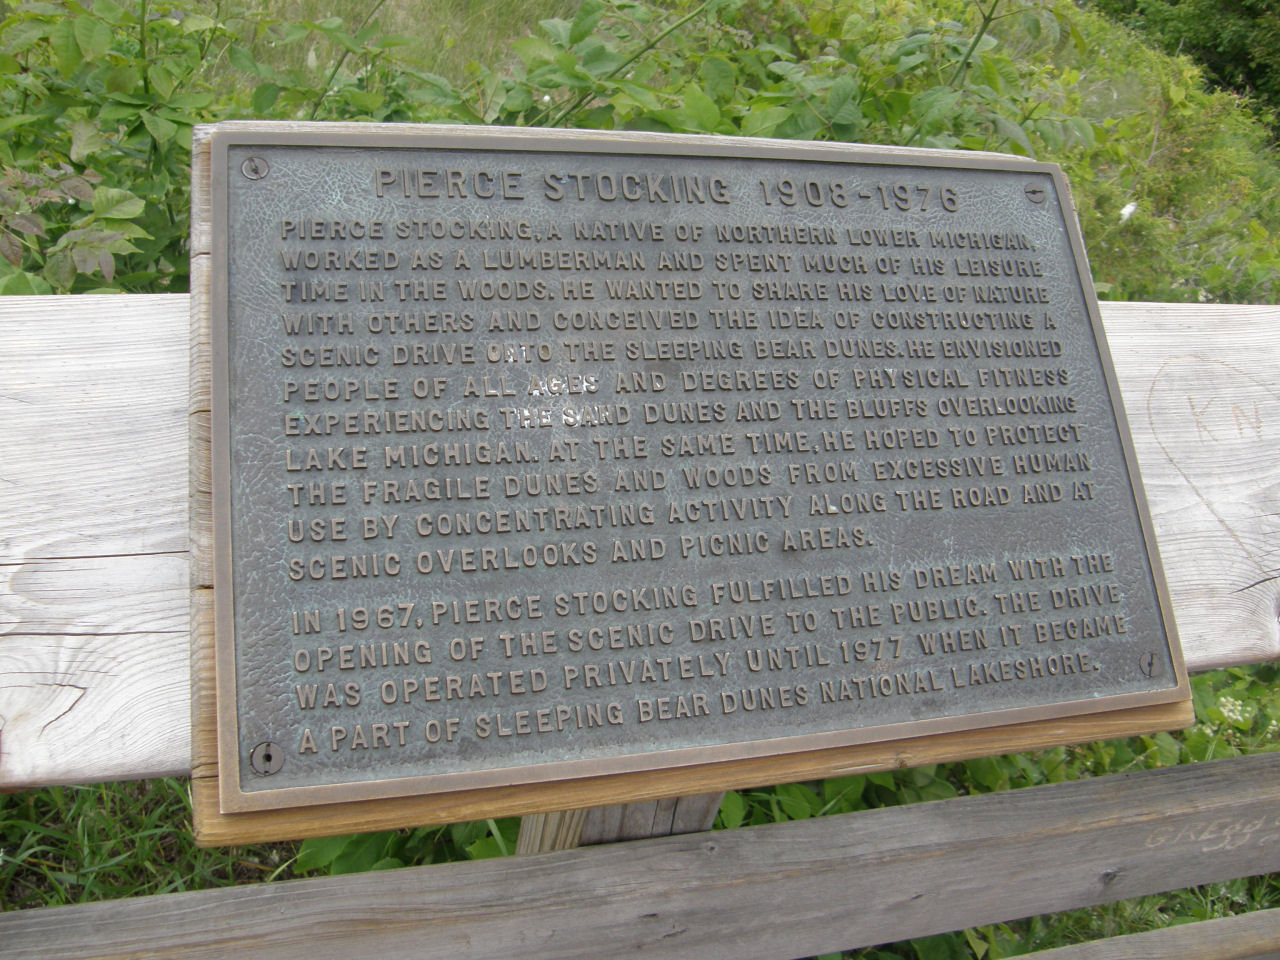 PIERCE STOCKING 1908-1976
PIERCE STOCKING, A NATIVE OF NORTHERN LOWER MICHIGAN,
WORKED AS A LUMBERMAN AND SPENT MUCH OF HIS LEISURE
TIME IN THE WOODS. HE WANTED TO SHARE HIS LOVE OF NATURE
WITH OTHERS AND CONCEIVED THE IDEA OF CONSTRUCTING A
SCENIC DRIVE ONTO THE SLEEPING BEAR DUNES. HE ENVISIONED
PEOPLE OF ALL AGES AND DEGREES OF PHYSICAL FITNESS
EXPERIENCING THE SAND DUNES AND THE BLUFFS OVERLOOKING
LAKE MICHIGAN. AT THE SAME TIME, HE HOPED TO PROTECT
THE FRAGILE DUNES AND WOODS FROM EXCESSIVE HUMAN
USE BY CONCENTRATING ACTIVITY ALONG THE ROAD AND AT
SCENIC OVERLOOKS AND PICNIC AREAS.
IN 1967, PIERCE STOCKING FULFILLED HIS DREAM WITH THE
OPENING OF THE SCENIC DRIVE TO THE PUBLIC. THE DRIVE
WAS OPERATED PRIVATELY UNTIL 1977 WHEN IT BECAME
A PART OF SLEEPING BEAR DUNES NATIONAL LAKESHORE.
KN